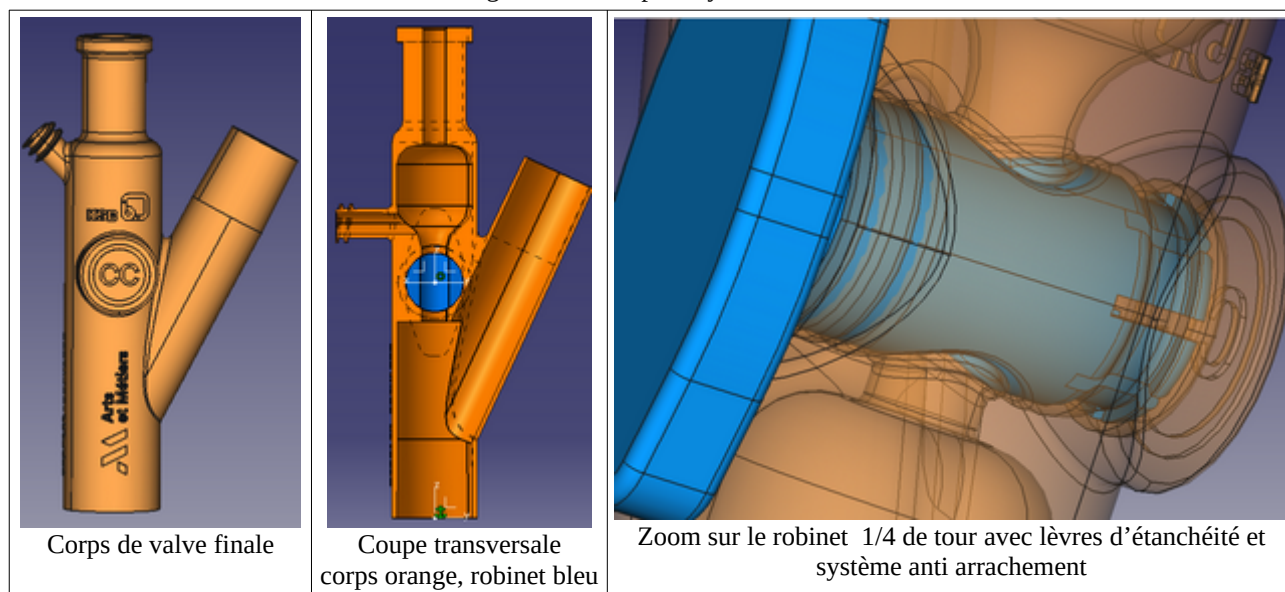 Corps de valve finale
CC
Arts
et Métiers
Coupe transversale
corps orange, robinet bleu
Zoom sur le robinet 1/4 de tour avec lèvres d’étanchéité et
système anti arrachement